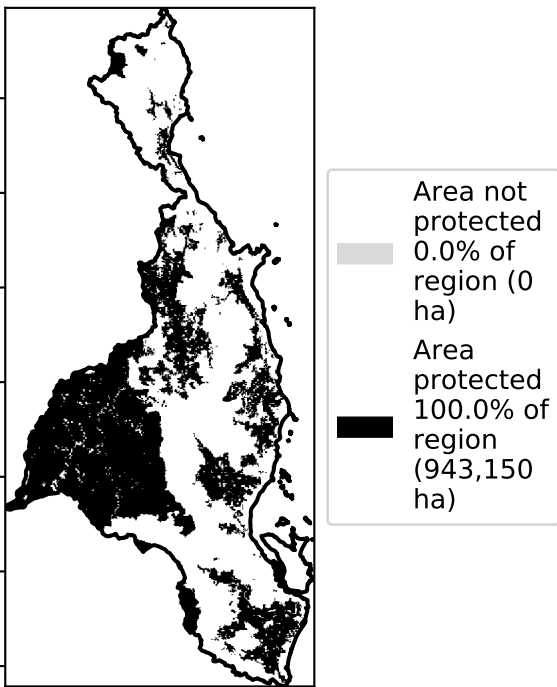 Area not
protected
0.0% of
region (0
ha)
Area
protected
100.0% of
region
(943,150
ha)